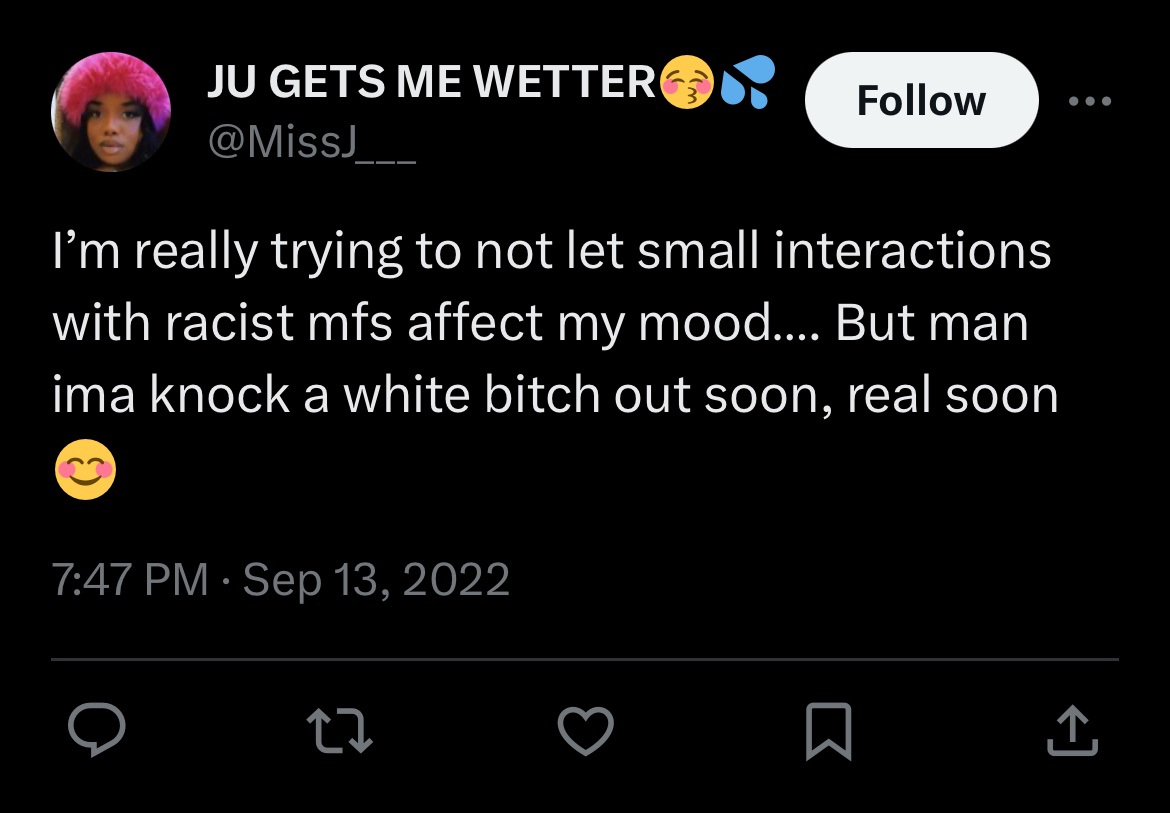 JU GETS ME WETTER😚💦
Follow
@MissJ___
I’m really trying to not let small interactions
with racist mfs affect my mood.... But man
ima knock a white bitch out soon, real soon
😊
7:47 PM · Sep 13, 2022